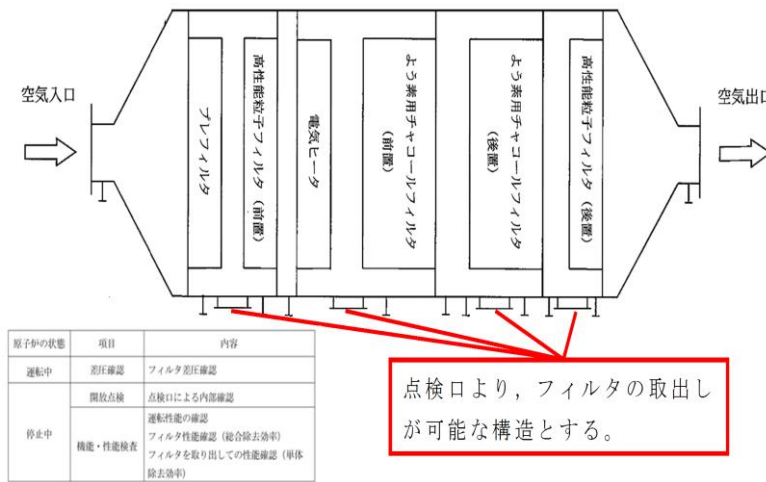 空気入口
プレフィルタ
高性能粒子フィルタ（前置）
電気ヒータ
よう素用チャコールフィルタ
（前置）
よう素用チャコールフィルタ
（後置）
高性能粒子フィルタ（後置）
空気出口
原子炉の状態 項目 内容
運転中 差圧確認 フィルタ差圧確認
停止中 開放点検 点検口による内部確認
機能・性能検査 運転性能の確認
フィルタ性能確認（総合除去効率）
フィルタを取り出しての性能確認（単体
除去効率）
点検口より，フィルタの取出し
が可能な構造とする。